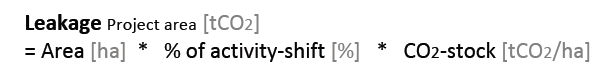 Leakage Project area [tCO2]
= Area [ha] * % of activity-shift [%] * CO2-stock [tCO2/ha]